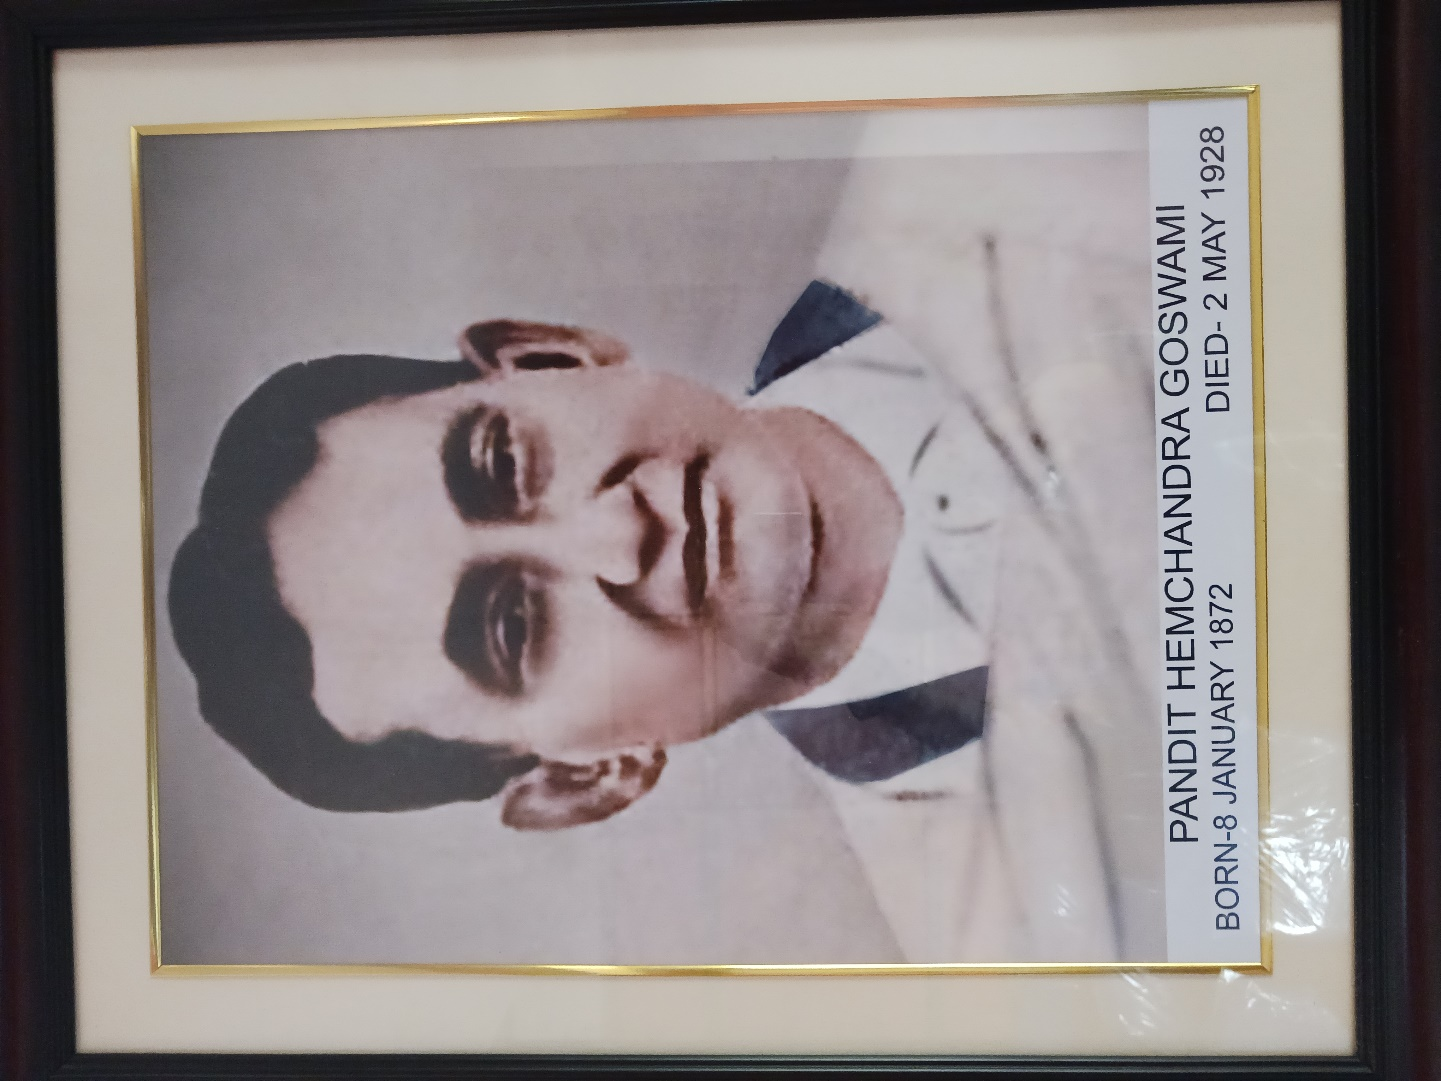 PANDIT HEMCHANDRA GOSWAMI
BORN-8 JANUARY 1872 DIED- 2 MAY 1928